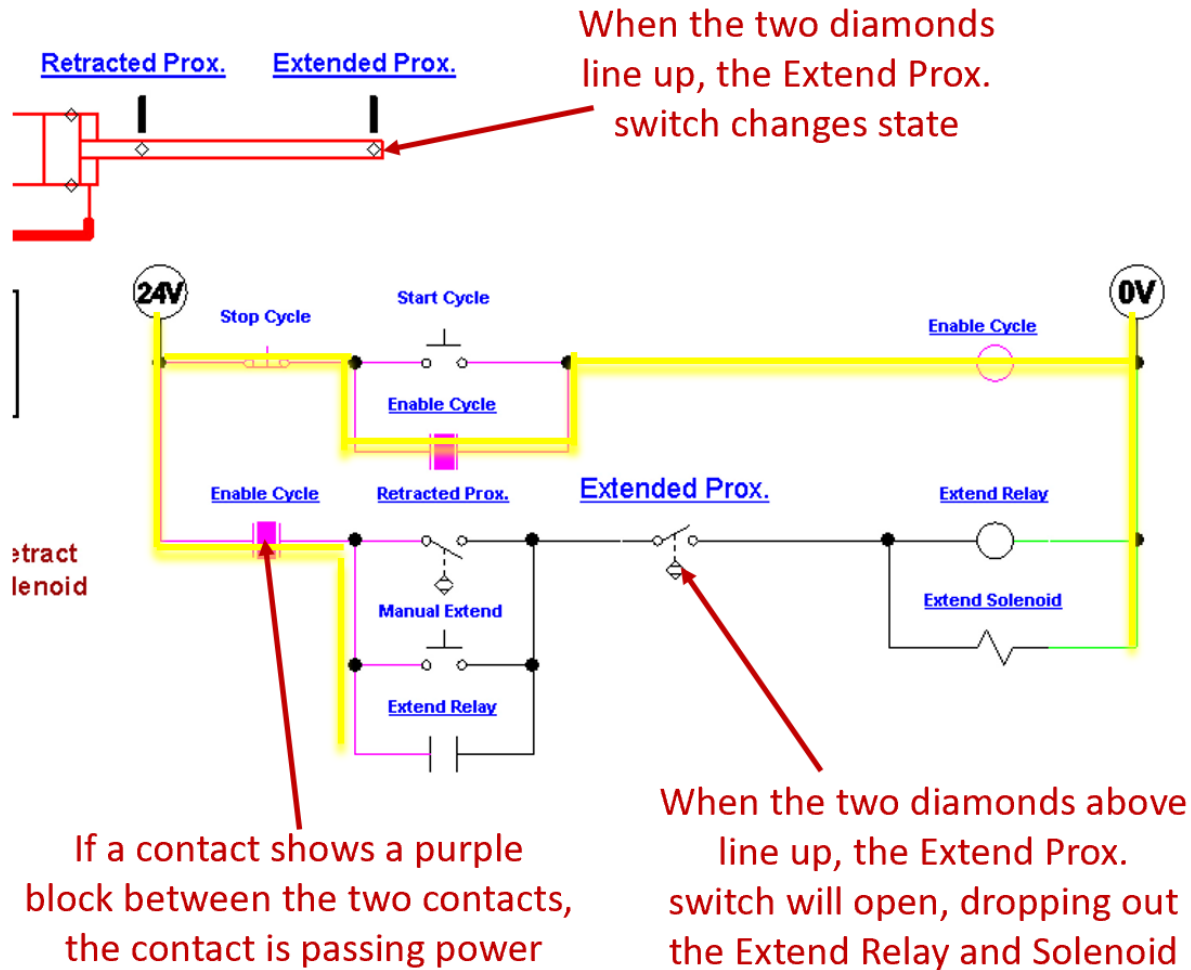 When the two diamonds
line up, the Extend Prox.
switch changes state
Retracted Prox.
Extended Prox.
24V
0V
Stop Cycle
Start Cycle
Enable Cycle
Enable Cycle
Enable Cycle
Retracted Prox.
Extended Prox.
Extend Relay
etract
lenoid
Manual Extend
Extend Solenoid
Extend Relay
If a contact shows a purple
block between the two contacts,
the contact is passing power
When the two diamonds above
line up, the Extend Prox.
switch will open, dropping out
the Extend Relay and Solenoid